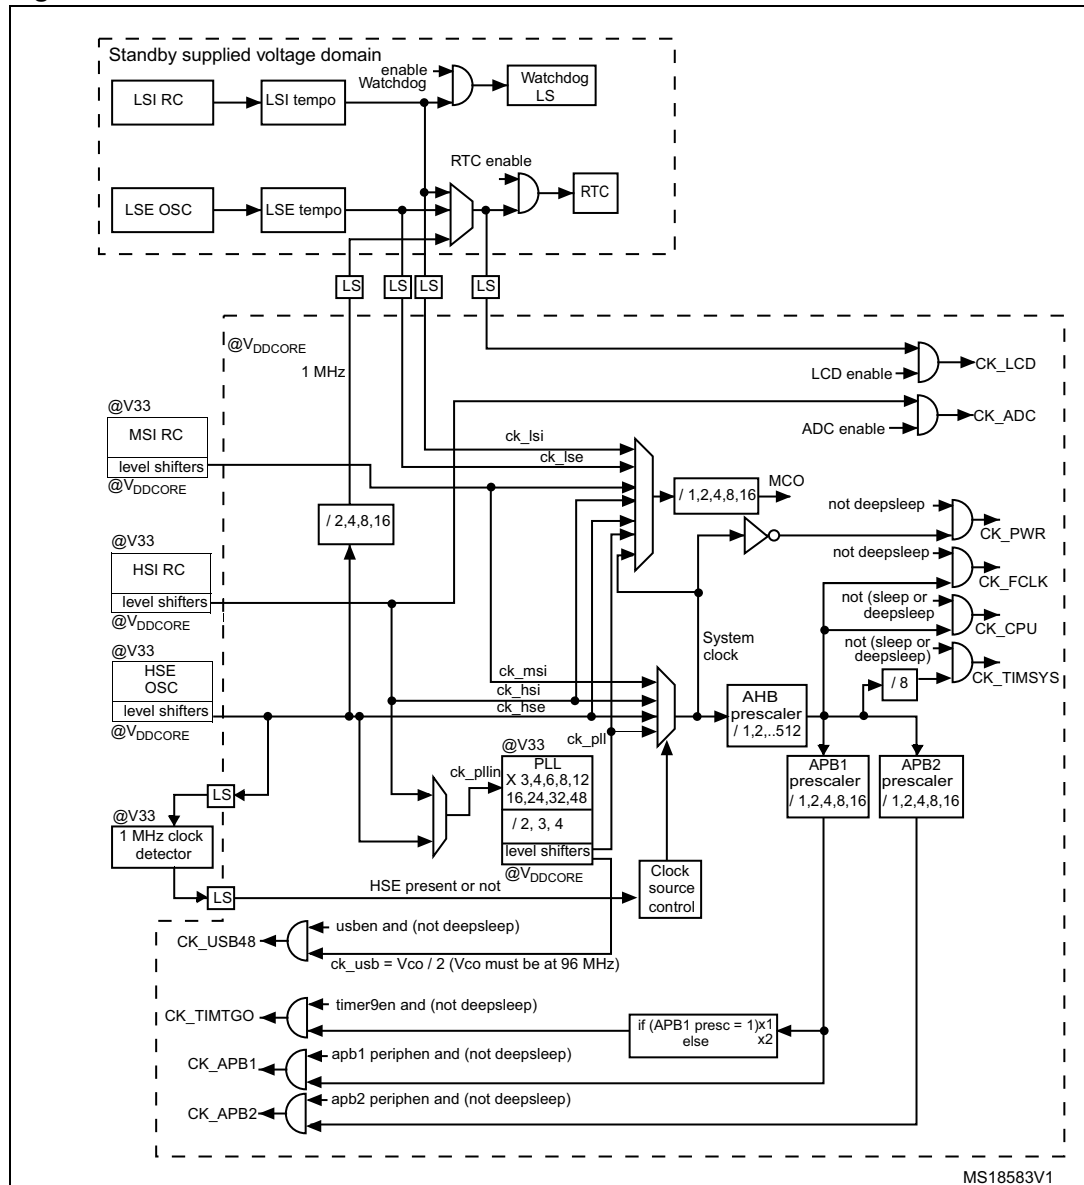 Standby supplied voltage domain
enable
Watchdog
Watchdog
LS
LSI RC
LSI tempo
RTC enable
RTC
LSE OSC
LSE tempo
LS
LS
LS
LS
@VDDCORE
1 MHz
CK_LCD
LCD enable
@V33
MSI RC
level shifters
@VDDCORE
CK_ADC
ADC enable
ck_lsi
ck_lse
MCO
/ 1,2,4,8,16
/ 2,4,8,16
not deepsleep
CK_PWR
@V33
HSI RC
level shifters
@VDDCORE
not deepsleep
CK_FCLK
not (sleep or
deepsleep
CK_CPU
System
clock
not (sleep or
deepsleep)
CK_TIMSYS
/ 8
@V33
HSE
OSC
level shifters
@VDDCORE
ck_msi
ck_hsi
ck_hse
ck_pll
AHB
prescaler
/ 1,2,..512
ck_pllin
@V33
PLL
X 3,4,6,8,12
16,24,32,48
/ 2, 3, 4
level shifters
@VDDCORE
APB1
prescaler
/ 1,2,4,8,16
APB2
prescaler
/ 1,2,4,8,16
LS
@V33
1 MHz clock
detector
LS
HSE present or not
Clock
source
control
CK_USB48
usben and (not deepsleep)
ck_usb = Vco / 2 (Vco must be at 96 MHz)
CK_TIMTGO
timer9en and (not deepsleep)
if (APB1 presc = 1) x1
else x2
CK_APB1
apb1 periphen and (not deepsleep)
CK_APB2
apb2 periphen and (not deepsleep)
MS18583V1